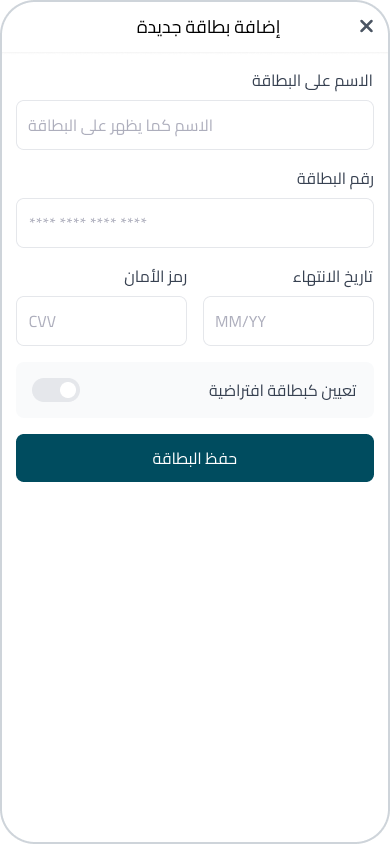 إضافة بطاقة جديدة
الاسم على البطاقة
الاسم كما يظهر على البطاقة
رقم البطاقة
**** **** **** ****
تاريخ الانتهاء
رمز الأمان
MM/YY
CVV
تعيين كبطاقة افتراضية
حفظ البطاقة